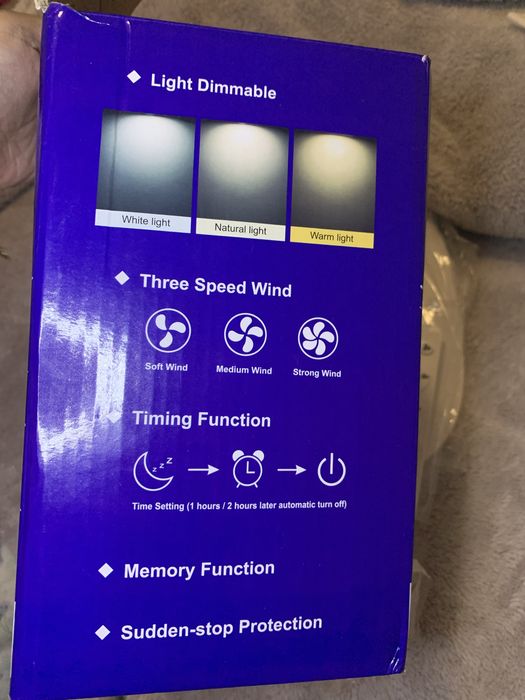 Light Dimmable
White light
Natural light
Warm light
Three Speed Wind
Soft Wind
Medium Wind
Strong Wind
Timing Function
z z Z
Time Setting (1 hours / 2 hours later automatic turn off)
Memory Function
Sudden-stop Protection